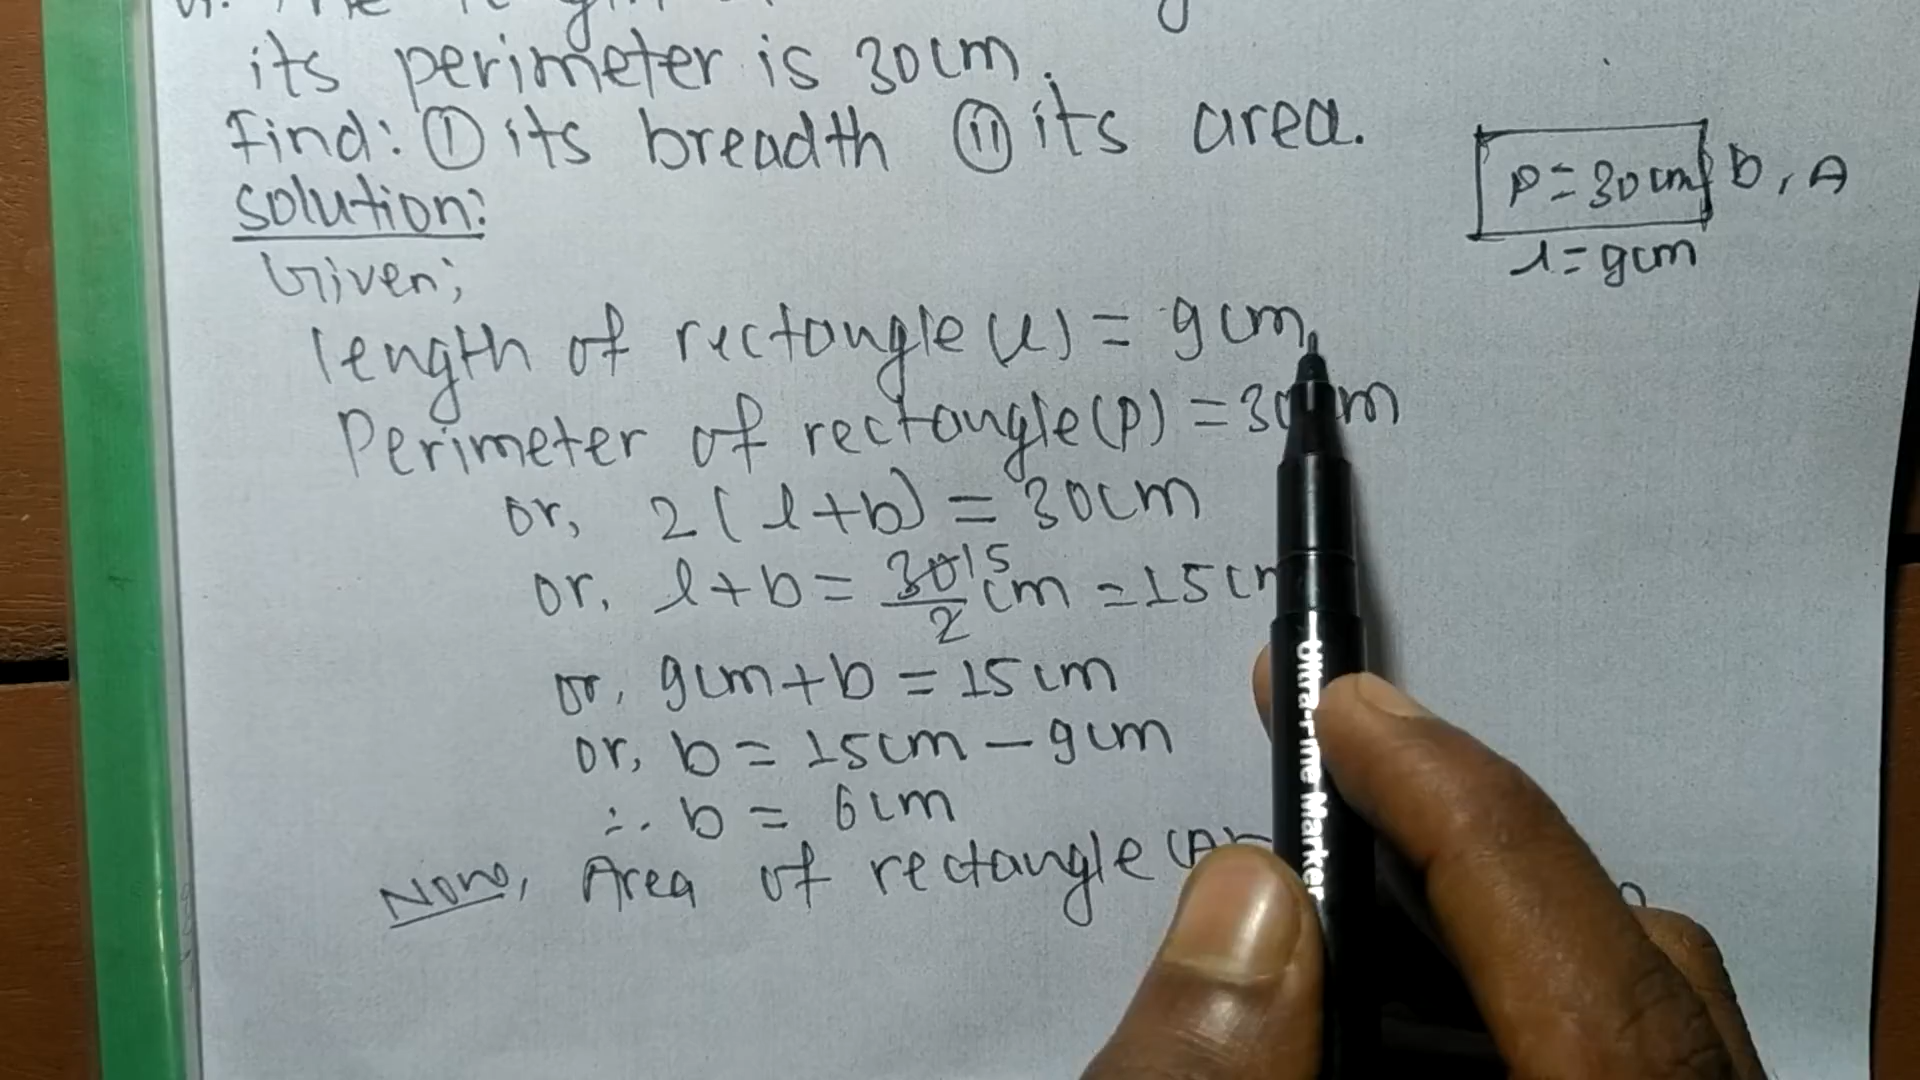 its perimeter is 30cm.
Find: (i) its breadth (ii) its area.
solution:
P=30cm b, A
l=9cm
Given;
length of rectangle(l) = 9cm
Perimeter of rectangle(P) = 30cm
or, 2(l+b) = 30cm
or, l+b = 30/2 15 cm = 15cm
or, 9cm+b = 15cm
or, b = 15cm - 9cm
∴ b = 6cm
Now, Area of rectangle (A)
Marker